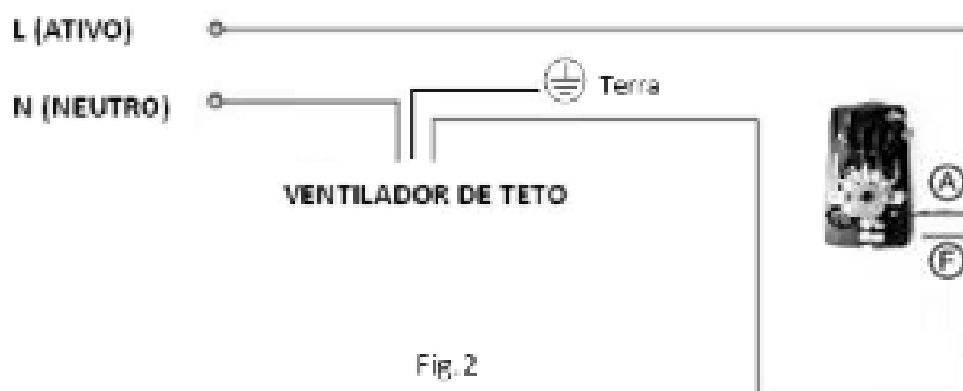 L (ATIVO)
N (NEUTRO)
Terra
VENTILADOR DE TETO
A
F
Fig.2